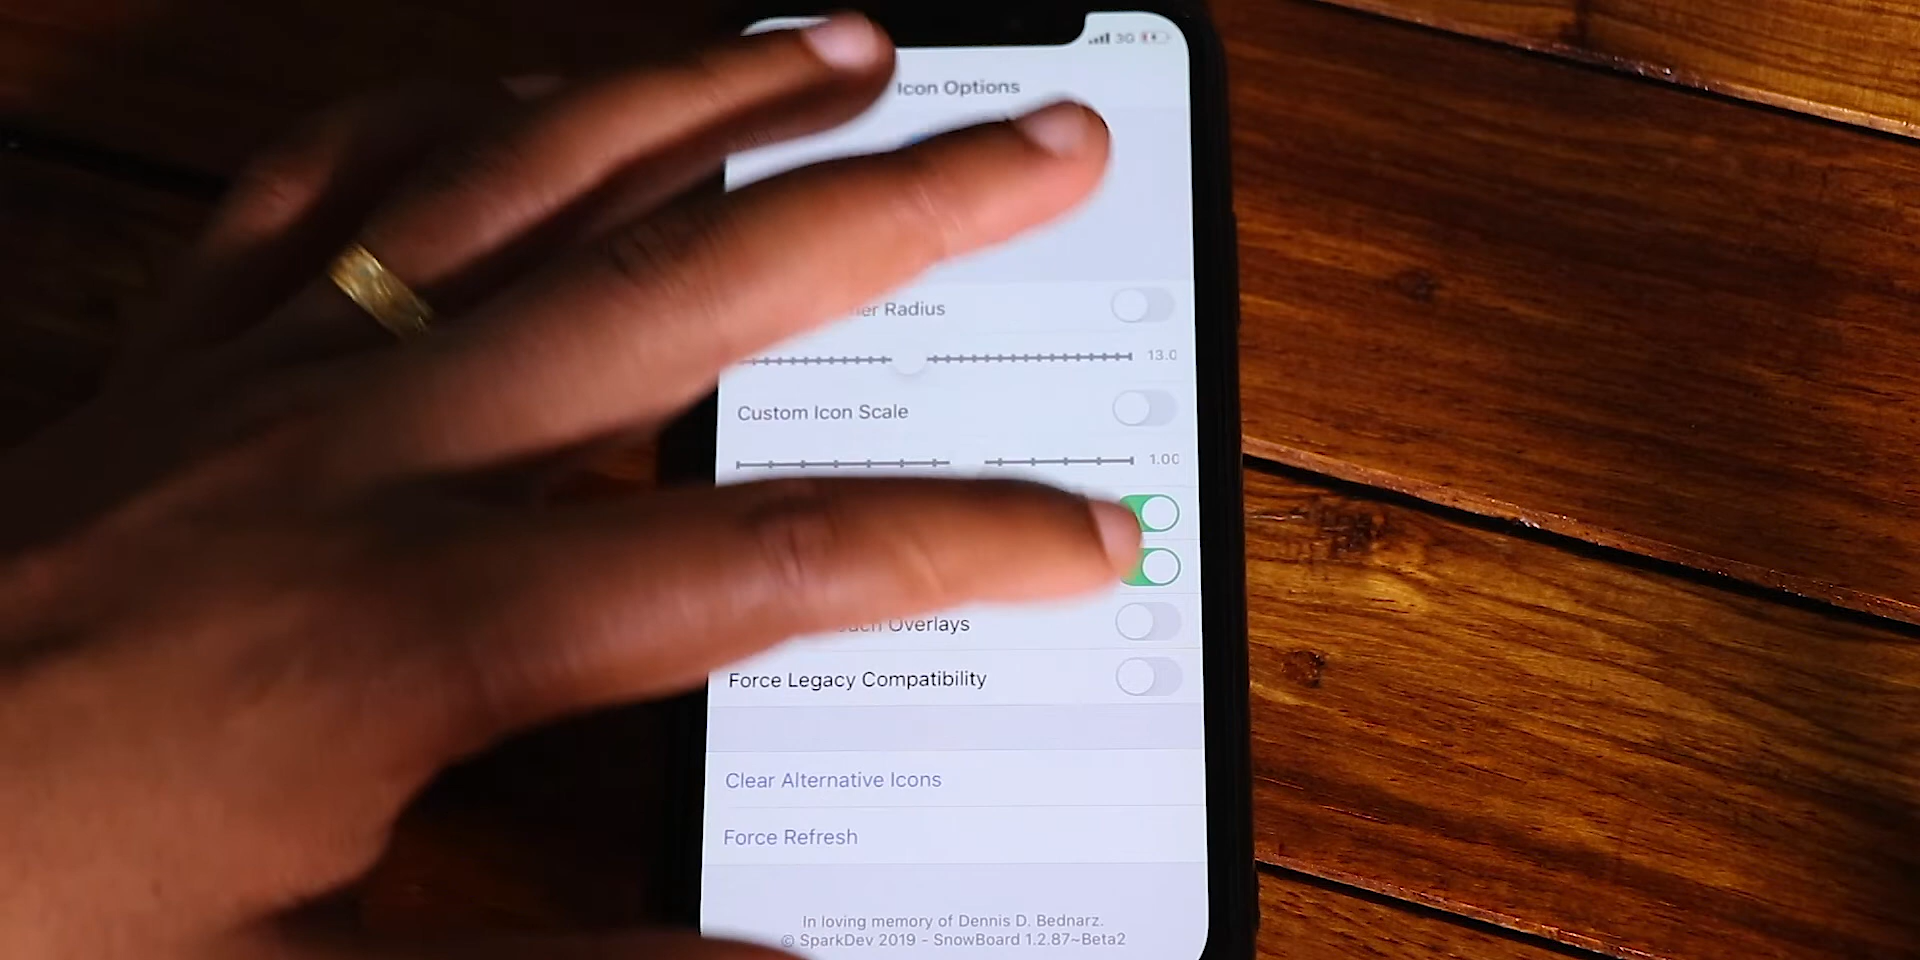 3G
Icon Options
Radius
13.0
Custom Icon Scale
1.00
Overlays
Force Legacy Compatibility
Clear Alternative Icons
Force Refresh
In loving memory of Dennis D. Bednarz.
© SparkDev 2019 - SnowBoard 1.2.87~Beta2